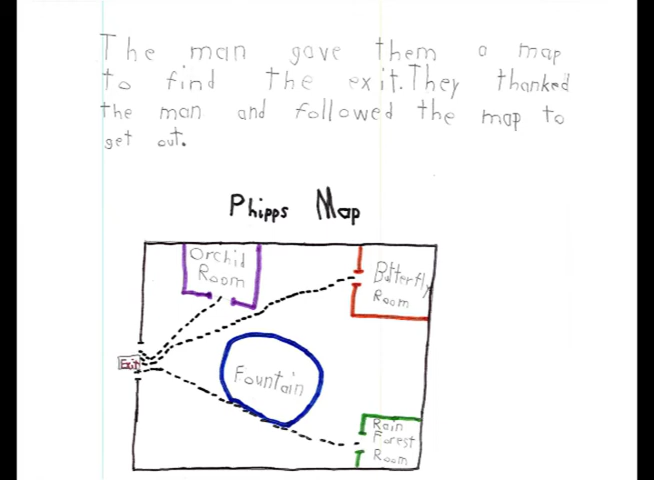 The man gave them a map
to find the exit. They thanked
the man and followed the map to
get out.
Phipps Map
Orchid
Room
Butterfly
Room
Exit
Fountain
Rain
Forest
Room